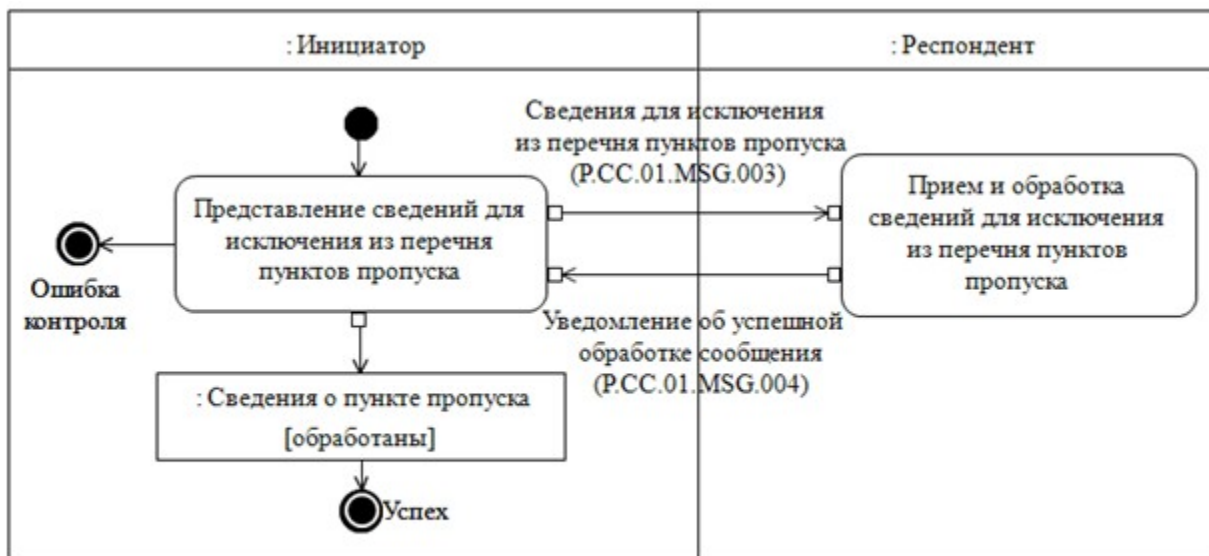 : Инициатор
: Респондент
Сведения для исключения
из перечня пунктов пропуска
(P.CC.01.MSG.003)
Представление сведений для
исключения из перечня
пунктов пропуска
Прием и обработка
сведений для исключения
из перечня пунктов
пропуска
Ошибка
контроля
Уведомление об успешной
обработке сообщения
(P.CC.01.MSG.004)
: Сведения о пункте пропуска
[обработаны]
Успех